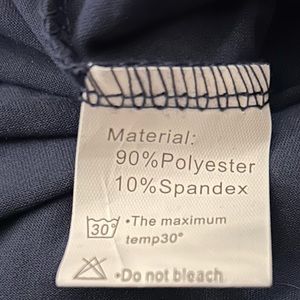 Material:
90%Polyester
10%Spandex
30° •The maximum
temp30°
•Do not bleach